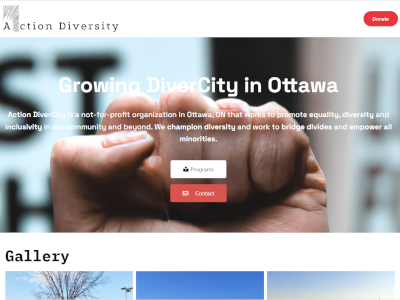 Action Diversity
Donate
Growing DiverCity in Ottawa
Action DiverCity is a not-for-profit organization in Ottawa, ON that works to promote equality, diversity and
inclusivity in our community and beyond. We champion diversity and work to bridge divides and empower all
minorities.
Programs
Contact
Gallery